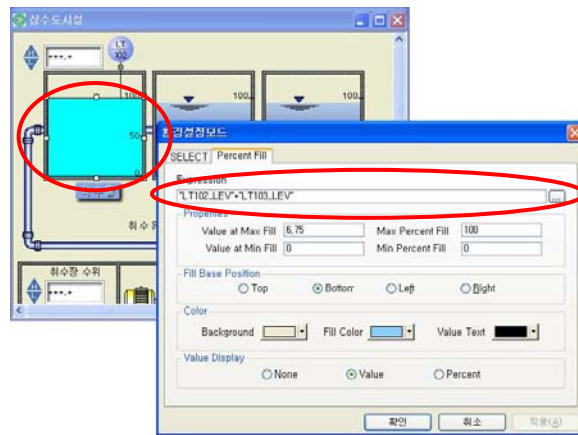 상수도시설
LT
102
---.-
100
100
100
50
0
취수장 수위
---.-
환경설정모드
SELECT
Percent Fill
Expression
"LT102_LEV"+"LT103_LEV"
...
Properties
Value at Max Fill 6.75 Max Percent Fill 100
Value at Min Fill 0 Min Percent Fill 0
Fill Base Position
Top Bottom Left Right
Color
Background Fill Color Value Text
Value Display
None Value Percent
확인 취소 적용(A)